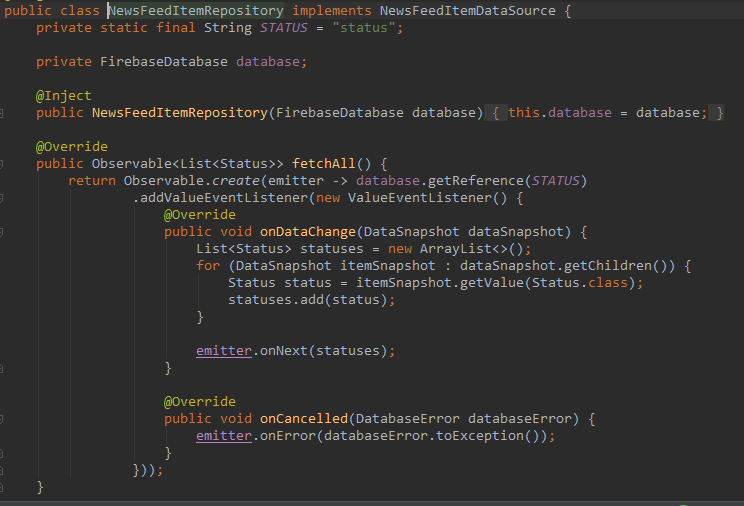 public class NewsFeedItemRepository implements NewsFeedItemDataSource {
    private static final String STATUS = "status";

    private FirebaseDatabase database;

    @Inject
    public NewsFeedItemRepository(FirebaseDatabase database) { this.database = database; }

    @Override
    public Observable<List<Status>> fetchAll() {
        return Observable.create(emitter -> database.getReference(STATUS)
                .addValueEventListener(new ValueEventListener() {
                    @Override
                    public void onDataChange(DataSnapshot dataSnapshot) {
                        List<Status> statuses = new ArrayList<>();
                        for (DataSnapshot itemSnapshot : dataSnapshot.getChildren()) {
                            Status status = itemSnapshot.getValue(Status.class);
                            statuses.add(status);
                        }

                        emitter.onNext(statuses);
                    }

                    @Override
                    public void onCancelled(DatabaseError databaseError) {
                        emitter.onError(databaseError.toException());
                    }
                }));
    }